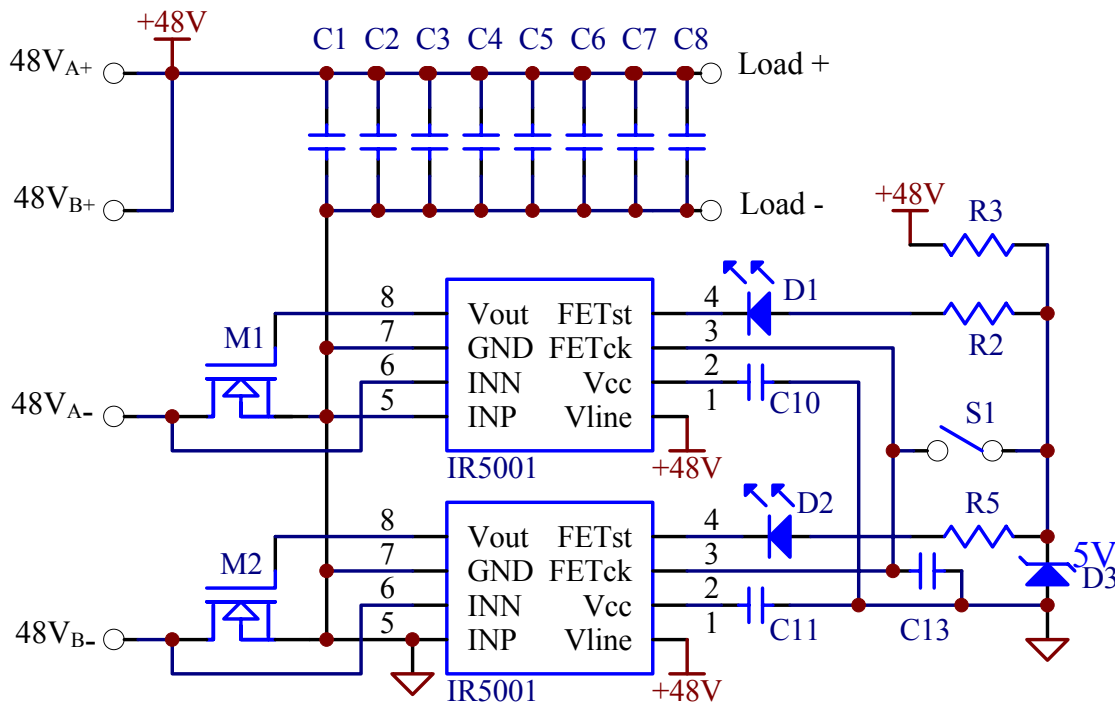 +48V C1 C2 C3 C4 C5 C6 C7 C8
48VA+ Load +
48VB+ Load -
+48V R3
8 Vout FETst 4 D1
M1 7 GND FETck 3 R2
6 INN Vcc 2
48VA- 5 INP Vline 1 C10 S1
IR5001 +48V
8 Vout FETst 4 D2 R5
M2 7 GND FETck 3 5V D3
6 INN Vcc 2
48VB- 5 INP Vline 1 C11 C13
IR5001 +48V